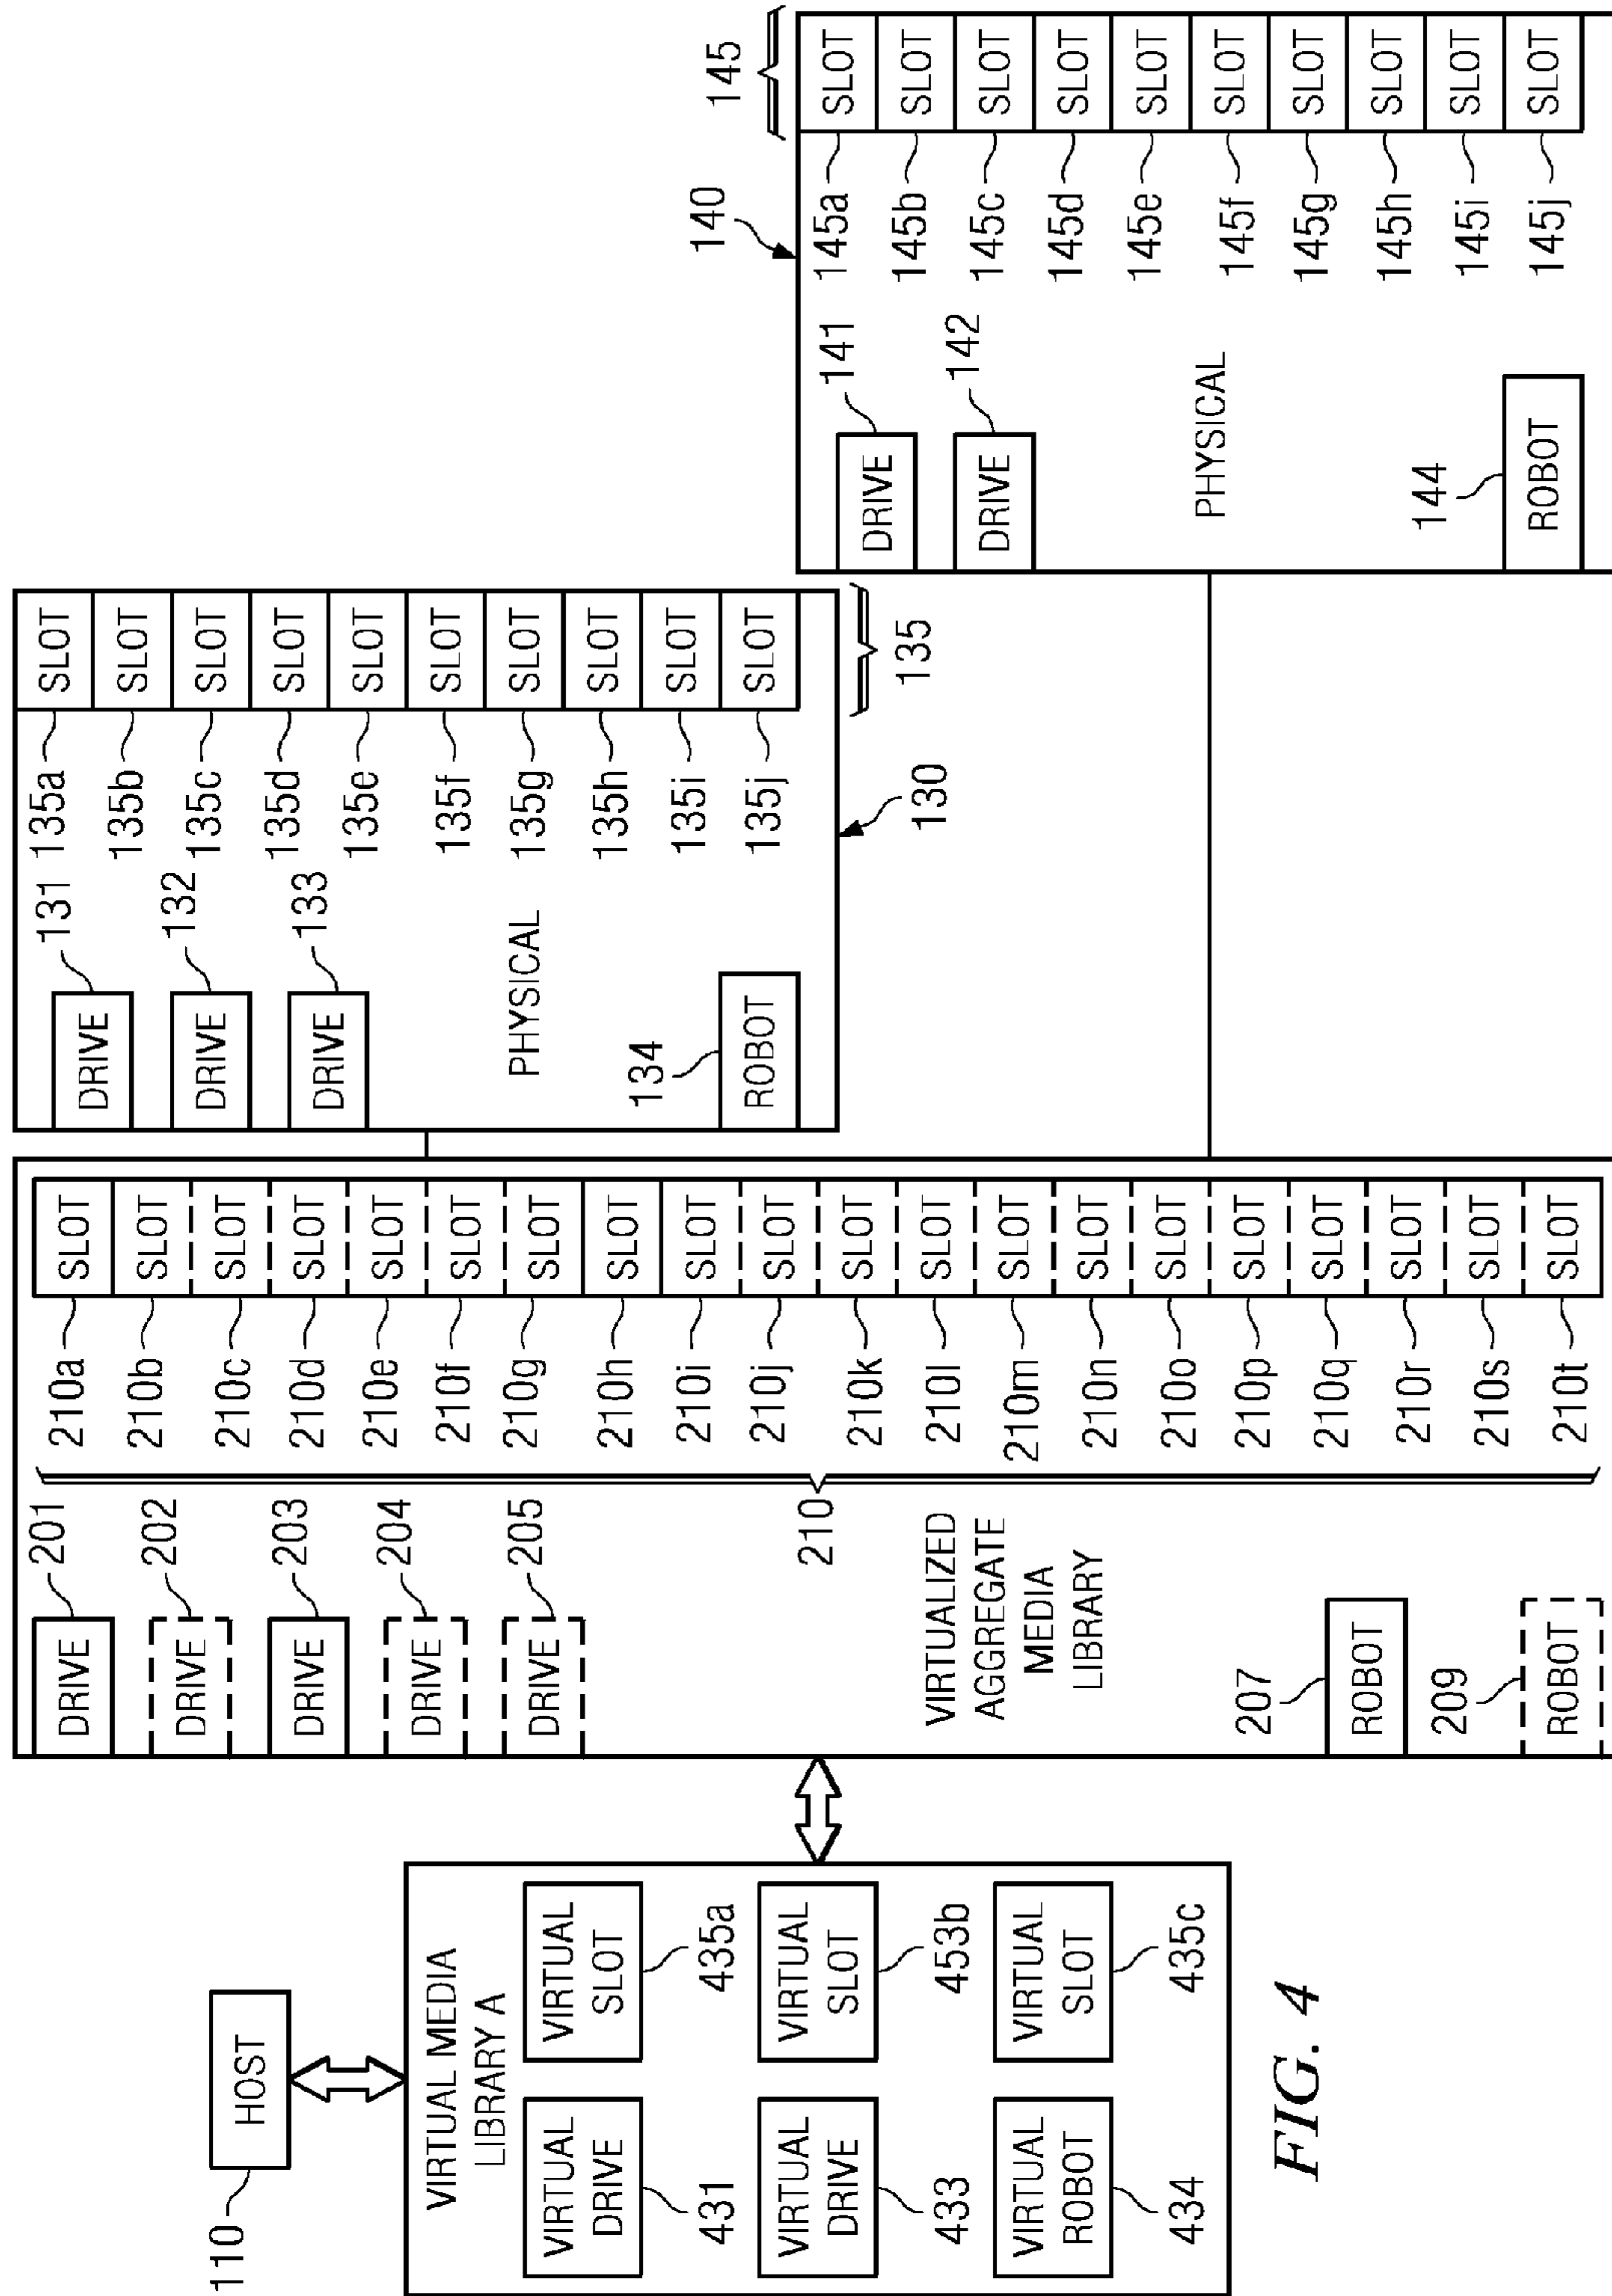 110
HOST
VIRTUAL MEDIA
LIBRARY A
VIRTUAL
DRIVE
431
VIRTUAL
SLOT
435a
VIRTUAL
DRIVE
433
VIRTUAL
SLOT
453b
VIRTUAL
ROBOT
434
VIRTUAL
SLOT
435c
DRIVE
201
DRIVE
202
DRIVE
203
DRIVE
204
DRIVE
205
210
VIRTUALIZED
AGGREGATE
MEDIA
LIBRARY
207
ROBOT
209
ROBOT
210a
SLOT
210b
SLOT
210c
SLOT
210d
SLOT
210e
SLOT
210f
SLOT
210g
SLOT
210h
SLOT
210i
SLOT
210j
SLOT
210k
SLOT
210l
SLOT
210m
SLOT
210n
SLOT
210o
SLOT
210p
SLOT
210q
SLOT
210r
SLOT
210s
SLOT
210t
SLOT
DRIVE
131
DRIVE
132
DRIVE
133
PHYSICAL
134
ROBOT
135a
SLOT
135b
SLOT
135c
SLOT
135d
SLOT
135e
SLOT
135f
SLOT
135g
SLOT
135h
SLOT
135i
SLOT
135j
SLOT
135
130
140
DRIVE
141
DRIVE
142
PHYSICAL
144
ROBOT
145
145a
SLOT
145b
SLOT
145c
SLOT
145d
SLOT
145e
SLOT
145f
SLOT
145g
SLOT
145h
SLOT
145i
SLOT
145j
SLOT
FIG. 4